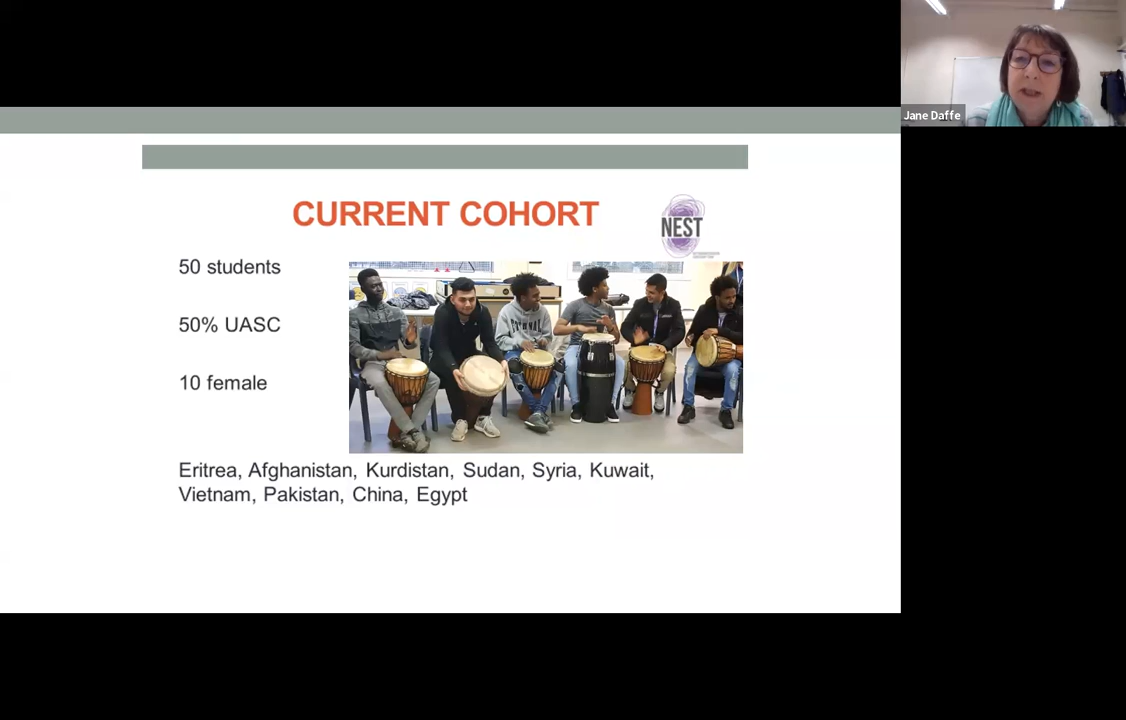 Jane Daffe
CURRENT COHORT
NEST
50 students
50% UASC
10 female
Eritrea, Afghanistan, Kurdistan, Sudan, Syria, Kuwait,
Vietnam, Pakistan, China, Egypt